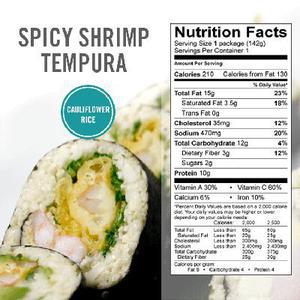 SPICY SHRIMP
TEMPURA
CAULIFLOWER
RICE
Nutrition Facts
Serving Size 1 package (142g)
Servings Per Container 1
Amount Per Serving
Calories 210 Calories from Fat 130
% Daily Value*
Total Fat 15g 23%
Saturated Fat 3.5g 18%
Trans Fat 0g
Cholesterol 35mg 12%
Sodium 470mg 20%
Total Carbohydrate 12g 4%
Dietary Fiber 3g 12%
Sugars 2g
Protein 10g
Vitamin A 30% • Vitamin C 60%
Calcium 6% • Iron 10%
*Percent Daily Values are based on a 2,000 calorie
diet. Your daily values may be higher or lower
depending on your calorie needs:
Calories: 2,000 2,500
Total Fat Less than 65g 80g
Saturated Fat Less than 20g 25g
Cholesterol Less than 300mg 300mg
Sodium Less than 2,400mg 2,400mg
Total Carbohydrate 300g 375g
Dietary Fiber 25g 30g
Calories per gram
Fat 9 • Carbohydrate 4 • Protein 4